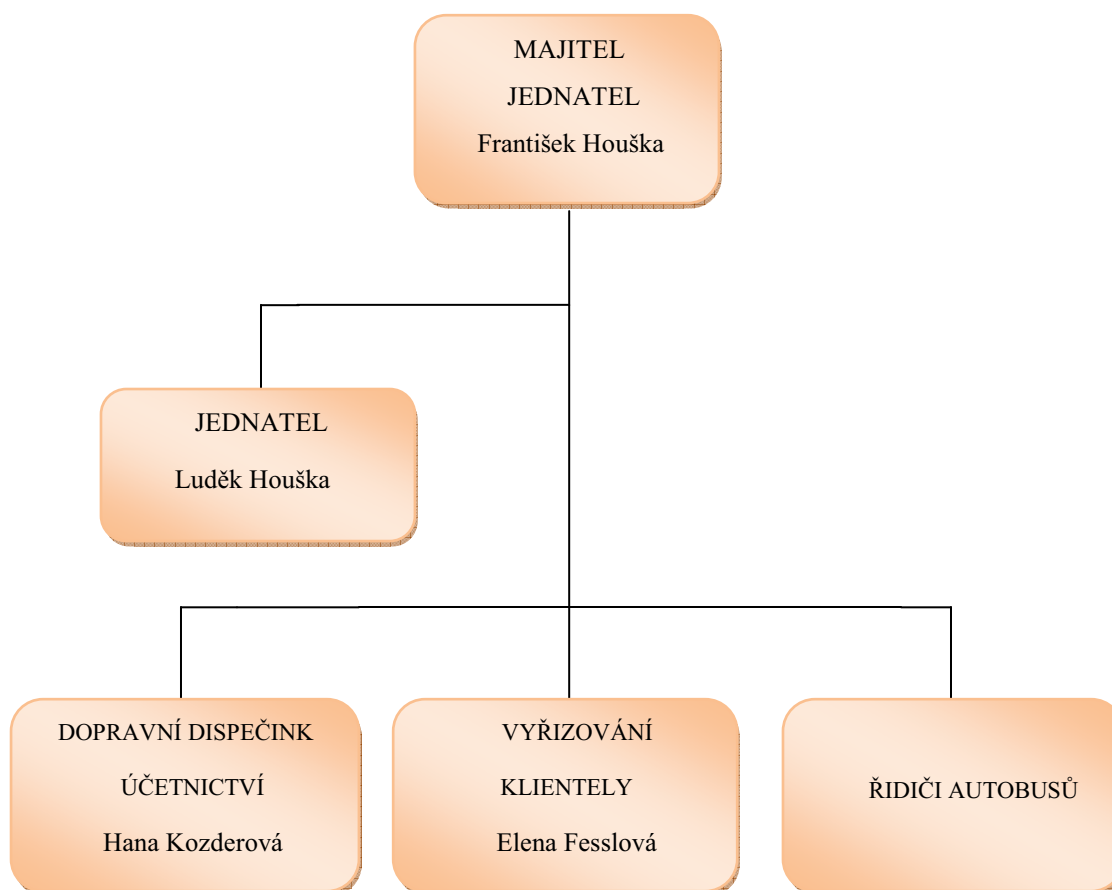 MAJITEL
JEDNATEL
František Houška
JEDNATEL
Luděk Houška
DOPRAVNÍ DISPEČINK
ÚČETNICTVÍ
Hana Kozderová
VYŘIZOVÁNÍ
KLIENTELY
Elena Fesslová
ŘIDIČI AUTOBUSŮ